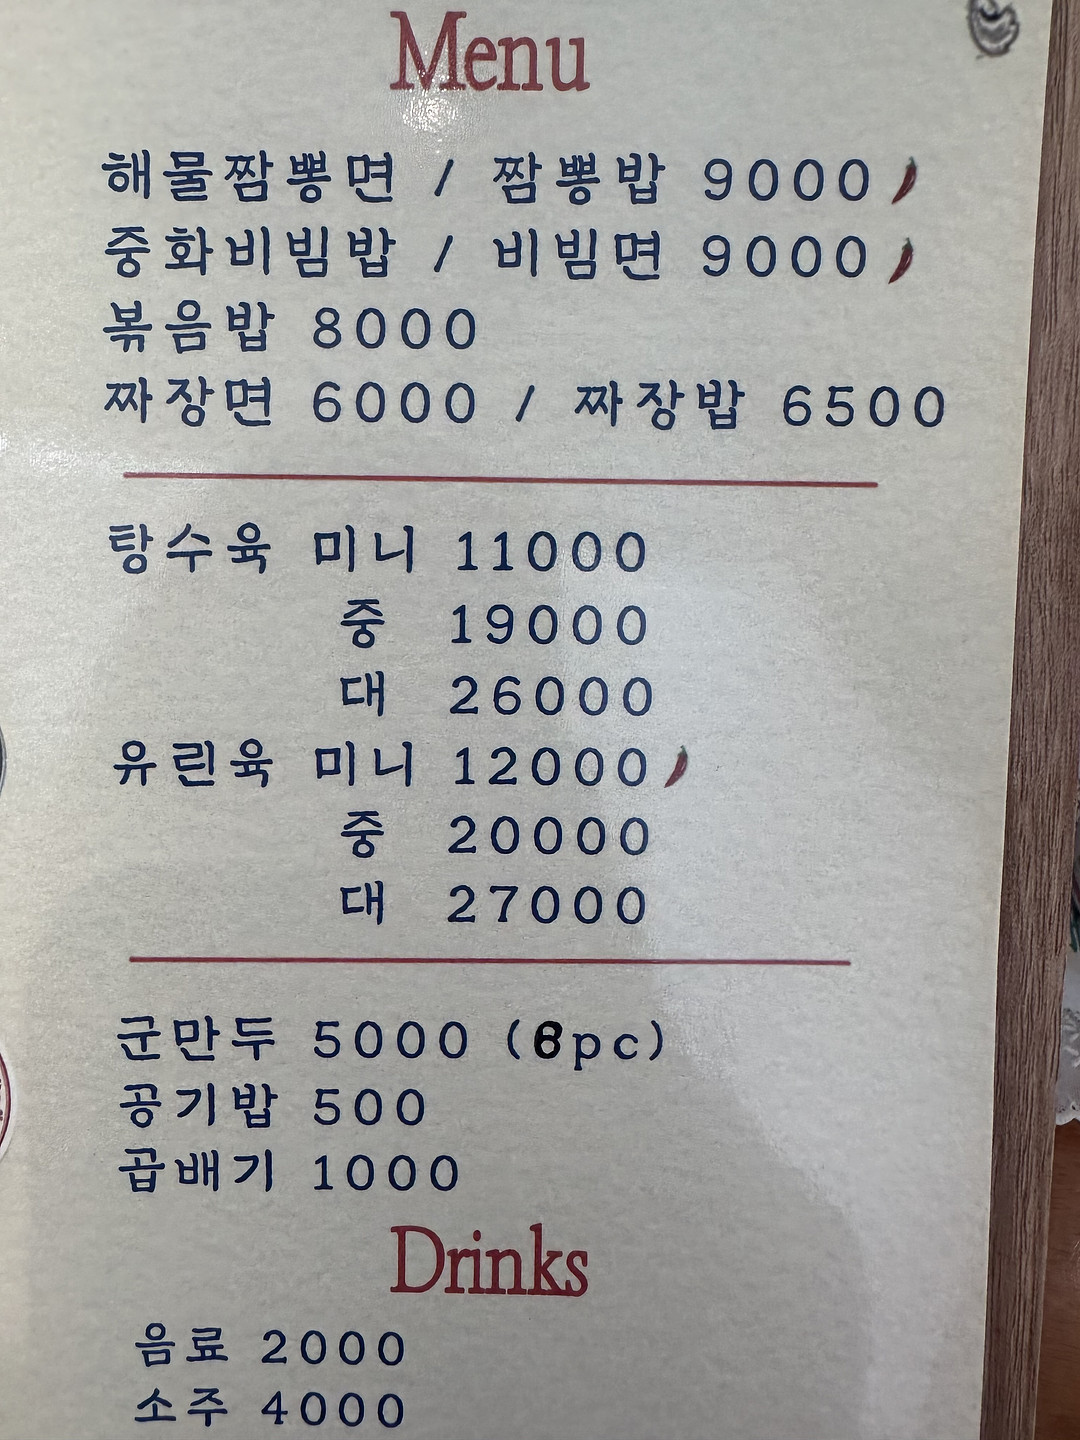 Menu
해물짬뽕면 / 짬뽕밥 9000
중화비빔밥 / 비빔면 9000
볶음밥 8000
짜장면 6000 / 짜장밥 6500
탕수육 미니 11000
중 19000
대 26000
유린육 미니 12000
중 20000
대 27000
군만두 5000 (8pc)
공기밥 500
곱배기 1000
Drinks
음료 2000
소주 4000